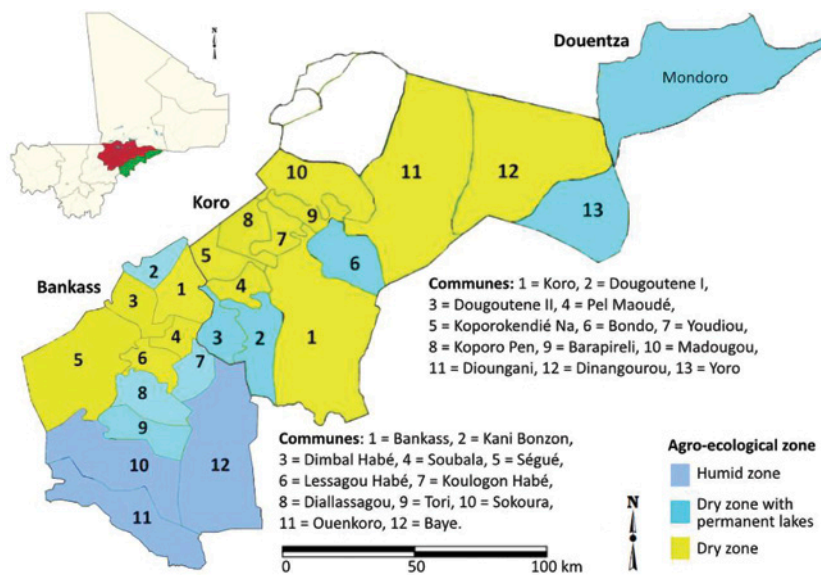 N
Douentza
Mondoro
10
11
12
Koro
8
9
13
7
5
6
2
Bankass
1
4
3
4
3
2
1
5
6
7
8
9
10
12
11
Communes: 1 = Koro, 2 = Dougoutene I,
3 = Dougoutene II, 4 = Pel Maoudé,
5 = Koporokendié Na, 6 = Bondo, 7 = Youdiou,
8 = Koporo Pen, 9 = Barapireli, 10 = Madougou,
11 = Dioungani, 12 = Dinangourou, 13 = Yoro
Communes: 1 = Bankass, 2 = Kani Bonzon,
3 = Dimbal Habé, 4 = Soubala, 5 = Ségué,
6 = Lessagou Habé, 7 = Koulogon Habé,
8 = Diallassagou, 9 = Tori, 10 = Sokoura,
11 = Ouenkoro, 12 = Baye.
Agro-ecological zone
Humid zone
Dry zone with
permanent lakes
Dry zone
N
0 50 100 km